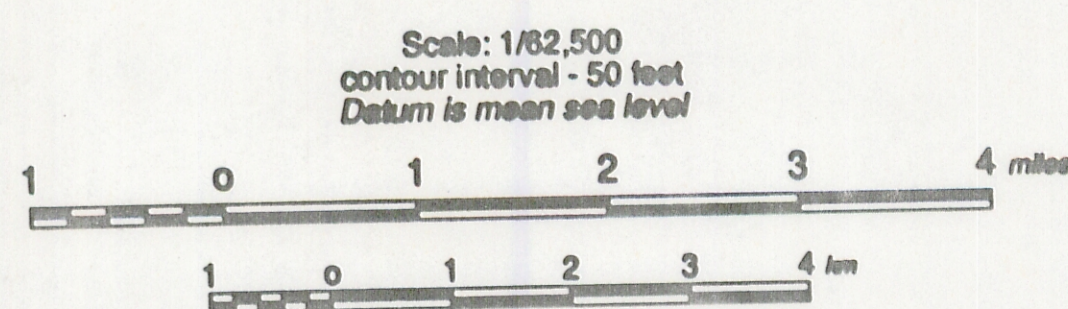 Scale: 1/62,500
contour interval - 50 feet
Datum is mean sea level
1 0 1 2 3 4 miles
1 0 1 2 3 4 km